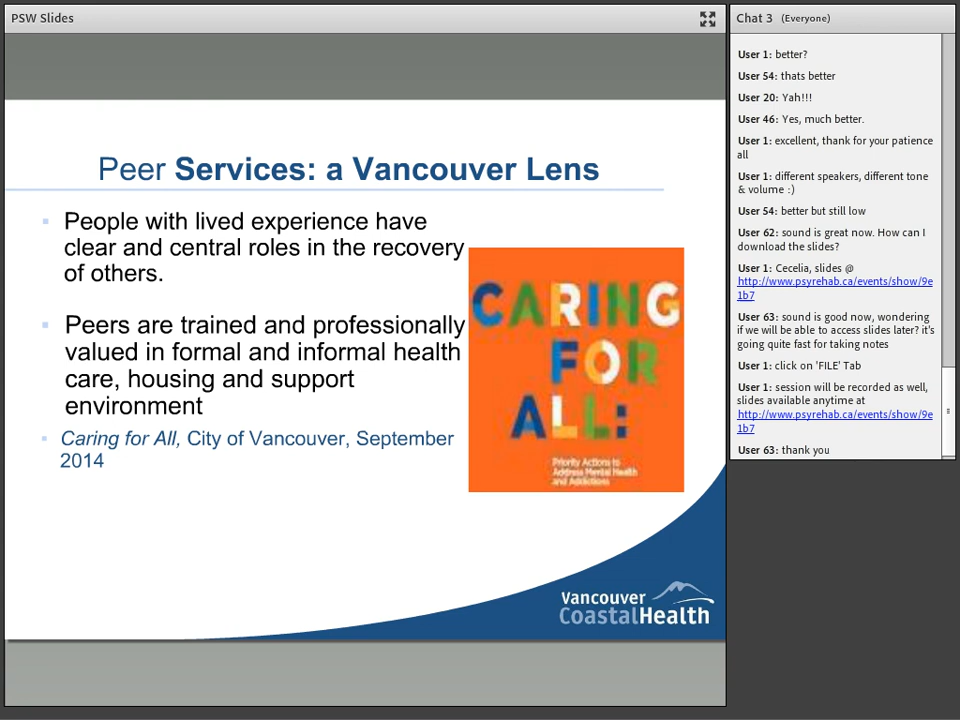 PSW Slides
Peer Services: a Vancouver Lens
People with lived experience have
clear and central roles in the recovery
of others.
Peers are trained and professionally
valued in formal and informal health
care, housing and support
environment
Caring for All, City of Vancouver, September
2014
CARING
FOR
ALL:
Priority Actions to
Address Mental Health
and Addictions
Vancouver
CoastalHealth
Chat 3 (Everyone)
User 1: better?
User 54: thats better
User 20: Yah!!!
User 46: Yes, much better.
User 1: excellent, thank for your patience
all
User 1: different speakers, different tone
& volume :)
User 54: better but still low
User 62: sound is great now. How can I
download the slides?
User 1: Cecelia, slides @
http://www.psyrehab.ca/events/show/9e
1b7
User 63: sound is good now, wondering
if we will be able to access slides later? it's
going quite fast for taking notes
User 1: click on 'FILE' Tab
User 1: session will be recorded as well,
slides available anytime at
http://www.psyrehab.ca/events/show/9e
1b7
User 63: thank you